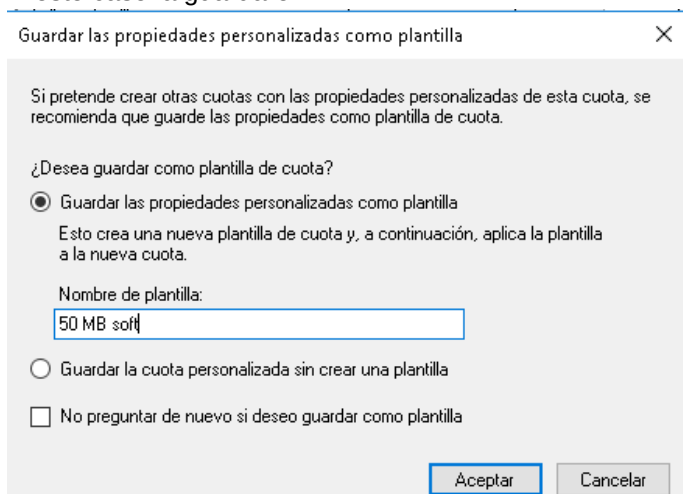 Guardar las propiedades personalizadas como plantilla
Si pretende crear otras cuotas con las propiedades personalizadas de esta cuota, se
recomienda que guarde las propiedades como plantilla de cuota.
¿Desea guardar como plantilla de cuota?
Guardar las propiedades personalizadas como plantilla
Esto crea una nueva plantilla de cuota y, a continuación, aplica la plantilla
a la nueva cuota.
Nombre de plantilla:
50 MB soft
Guardar la cuota personalizada sin crear una plantilla
No preguntar de nuevo si deseo guardar como plantilla
Aceptar Cancelar